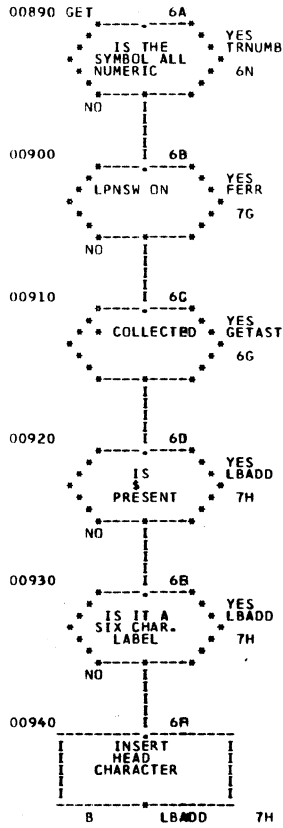 00890 GET 6A
IS THE
SYMBOL ALL
NUMERIC
YES
TRNUMB
6N
NO
00900 6B
LPNSW ON
YES
FERR
7G
NO
00910 6C
* COLLECTED
YES
GETAST
6G
00920 6D
IS
$
PRESENT
YES
LBADD
7H
NO
00930
IS IT A
SIX CHAR.
LABEL
YES
LBADD
7H
NO
00940
INSERT
HEAD
CHARACTER
B LBADD 7H